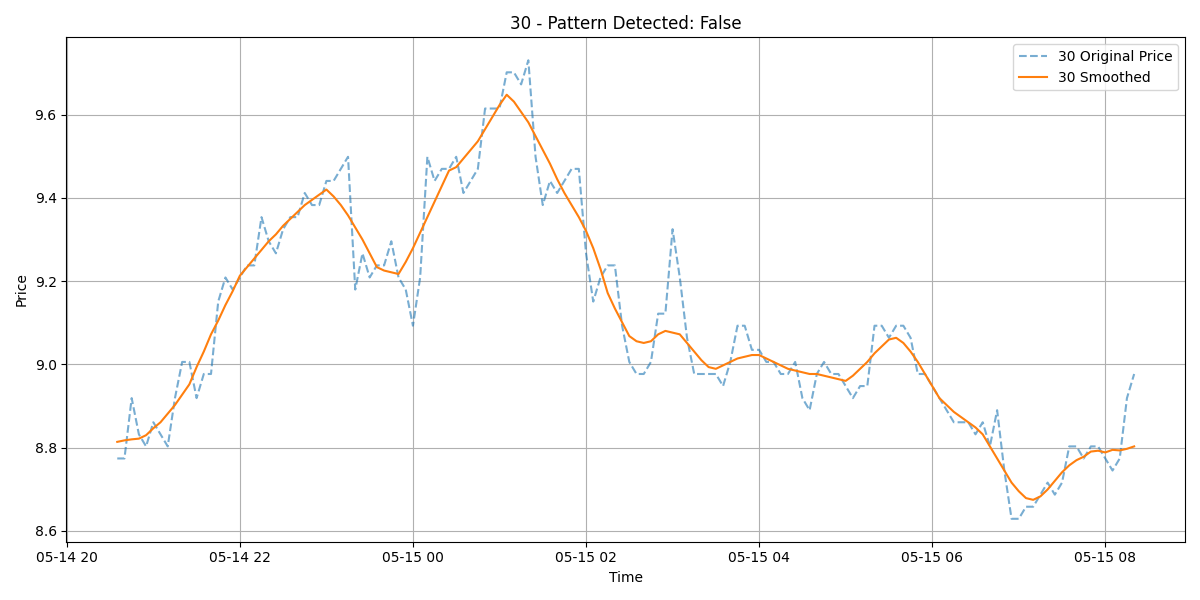 30 - Pattern Detected: False
30 Original Price
30 Smoothed
Price
9.6
9.4
9.2
9.0
8.8
8.6
05-14 20
05-14 22
05-15 00
05-15 02
05-15 04
05-15 06
05-15 08
Time